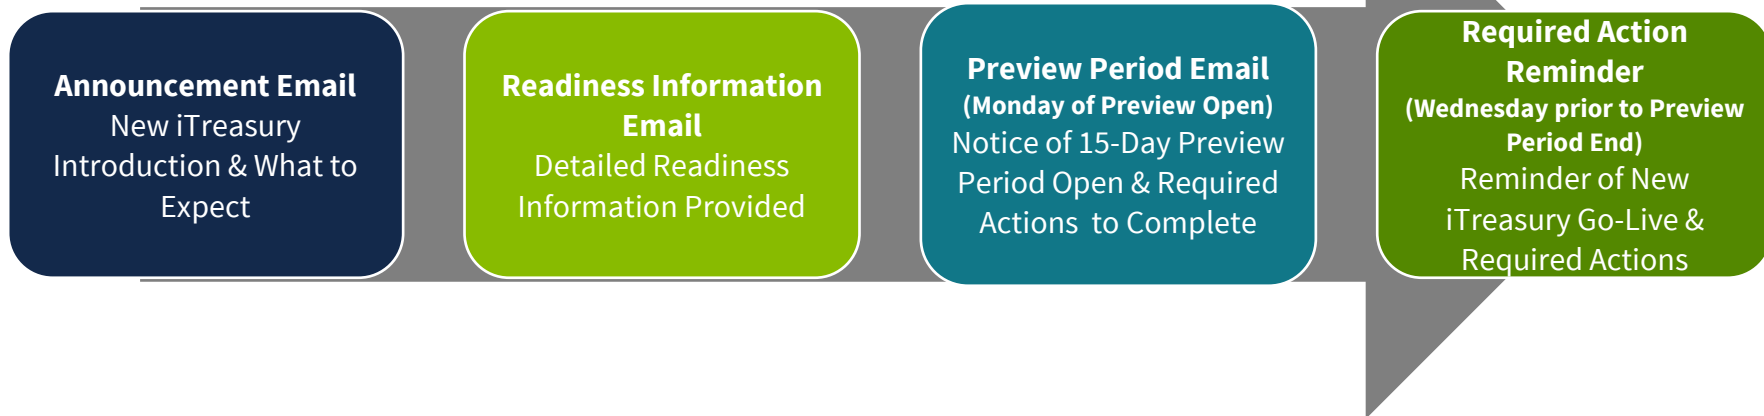 Announcement Email
New iTreasury
Introduction & What to
Expect
Readiness Information
Email
Detailed Readiness
Information Provided
Preview Period Email
(Monday of Preview Open)
Notice of 15-Day Preview
Period Open & Required
Actions  to Complete
Required Action
Reminder
(Wednesday prior to Preview
Period End)
Reminder of New
iTreasury Go-Live &
Required Actions